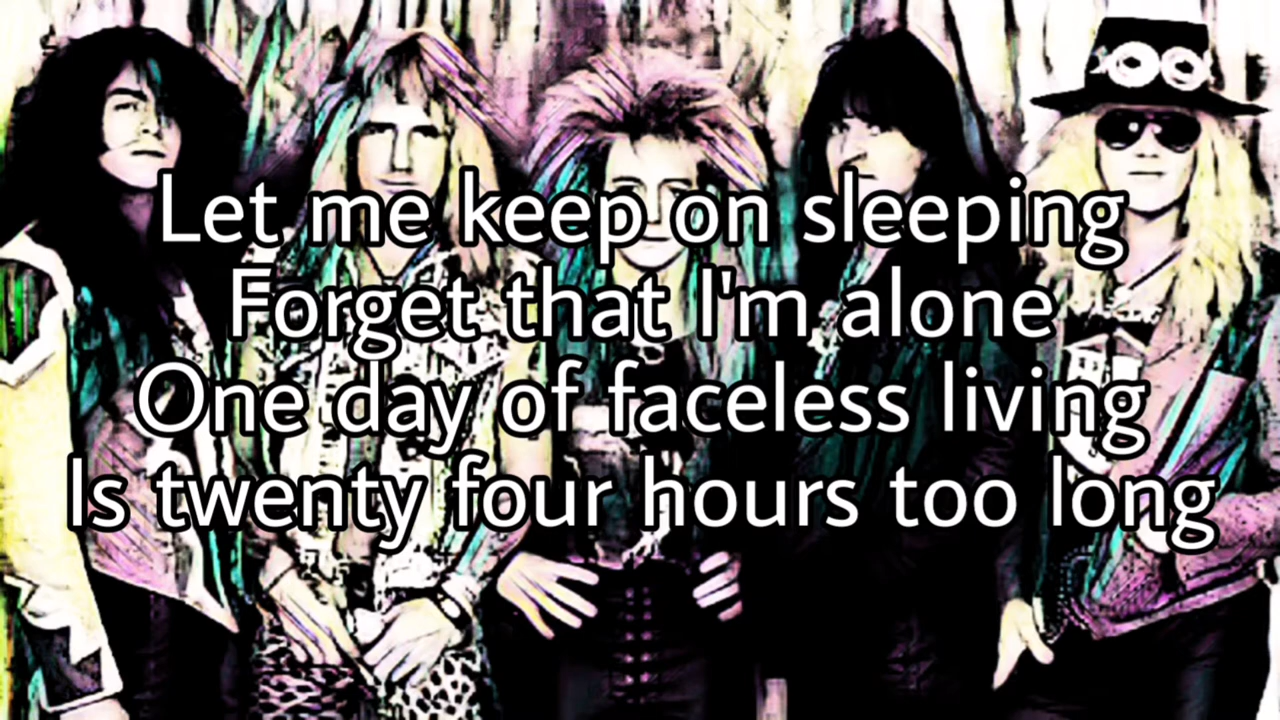 Let me keep on sleeping
Forget that I'm alone
One day of faceless living
Is twenty four hours too long